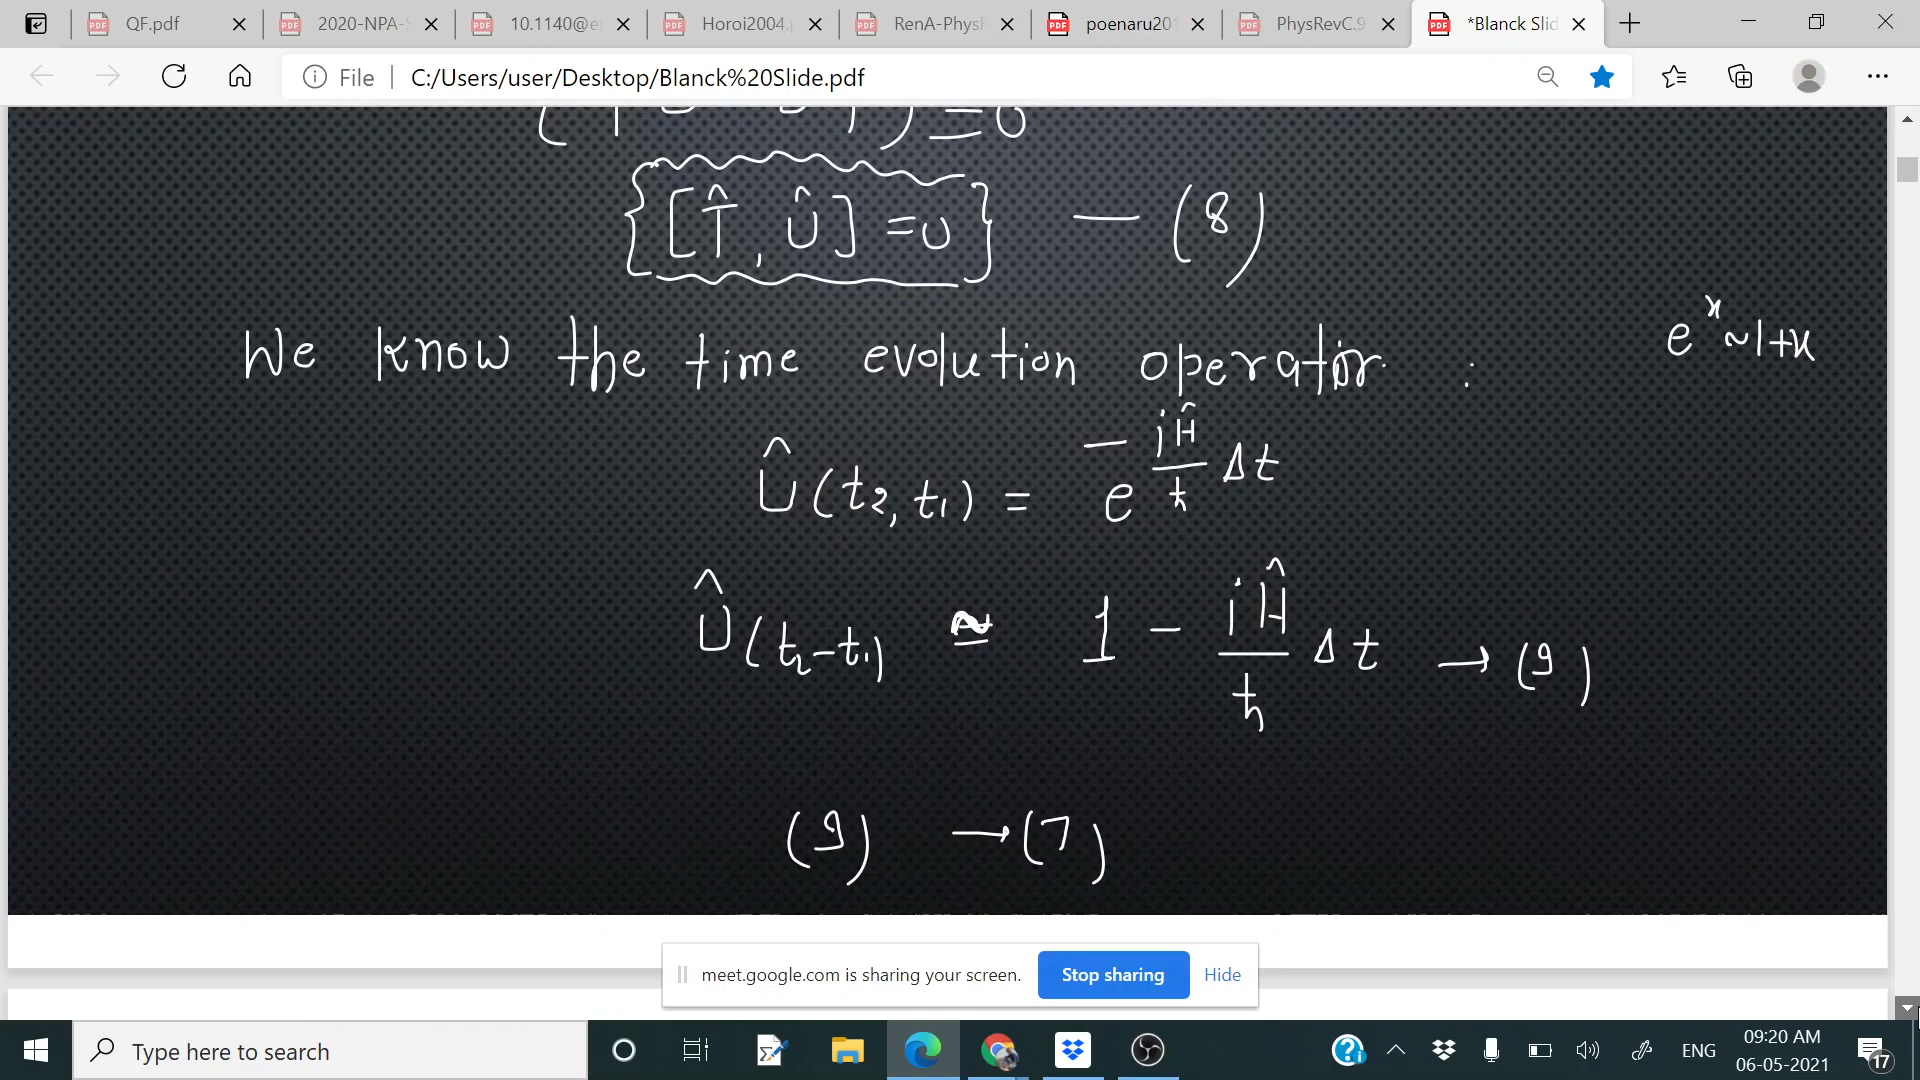 QF.pdf
2020-NPA-S
10.1140@e
Horoi2004.p
RenA-PhysR
poenaru201
PhysRevC.9
*Blanck Slid
File
C:/Users/user/Desktop/Blanck%20Slide.pdf
) = 0
[T̂, Û] = 0 — (8)
We know the time evolution operator :
e^x ~ 1+x
Û(t2, t1) = e^(-iĤ/ħ Δt)
Û(t2-t1) ≅ 1 - iĤ/ħ Δt → (9)
(9) → (7)
meet.google.com is sharing your screen.
Stop sharing
Hide
Type here to search
ENG
09:20 AM
06-05-2021
17